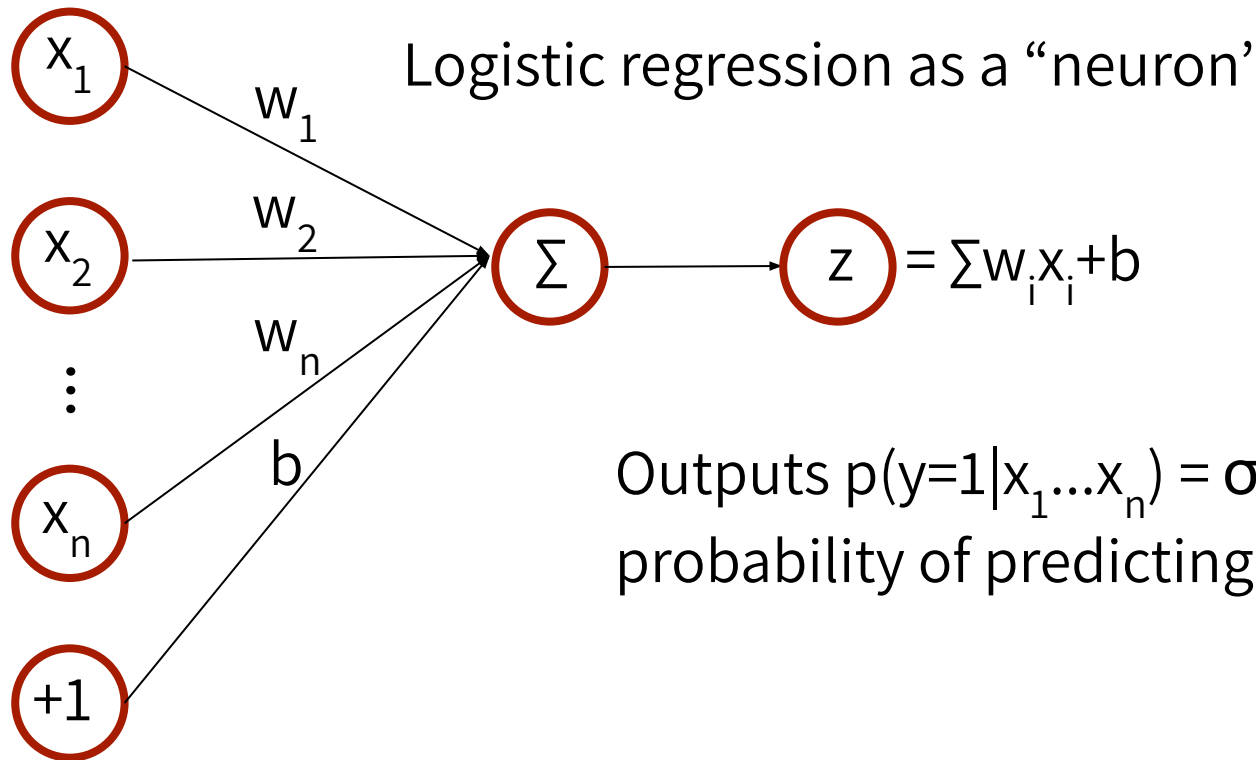 Logistic regression as a “neuron’
x₁
w₁
x₂
w₂
∑
z = ∑wᵢxᵢ+b
wₙ
⋮
b
xₙ
Outputs p(y=1|x₁...xₙ) = σ
probability of predicting
+1